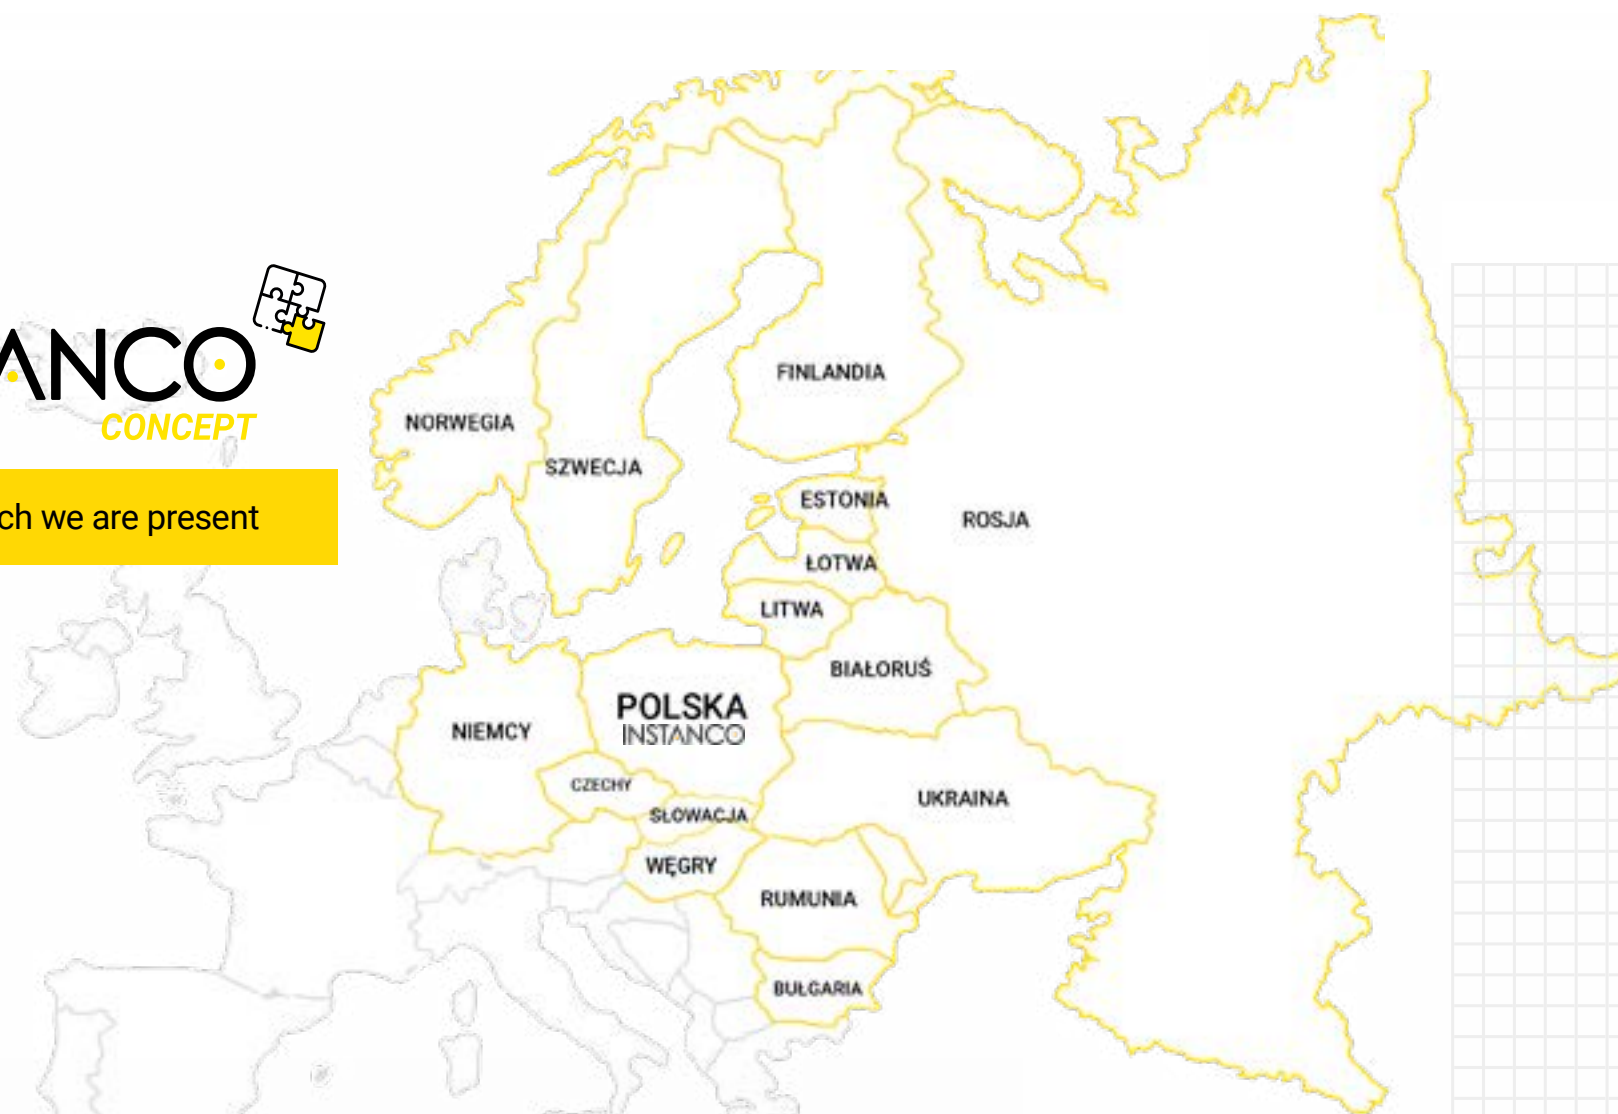 ANCO
CONCEPT
ch we are present
FINLANDIA
NORWEGIA
SZWECJA
ESTONIA
ROSJA
ŁOTWA
LITWA
BIAŁORUŚ
POLSKA
INSTANCO
NIEMCY
CZECHY
SŁOWACJA
UKRAINA
WĘGRY
RUMUNIA
BUŁGARIA